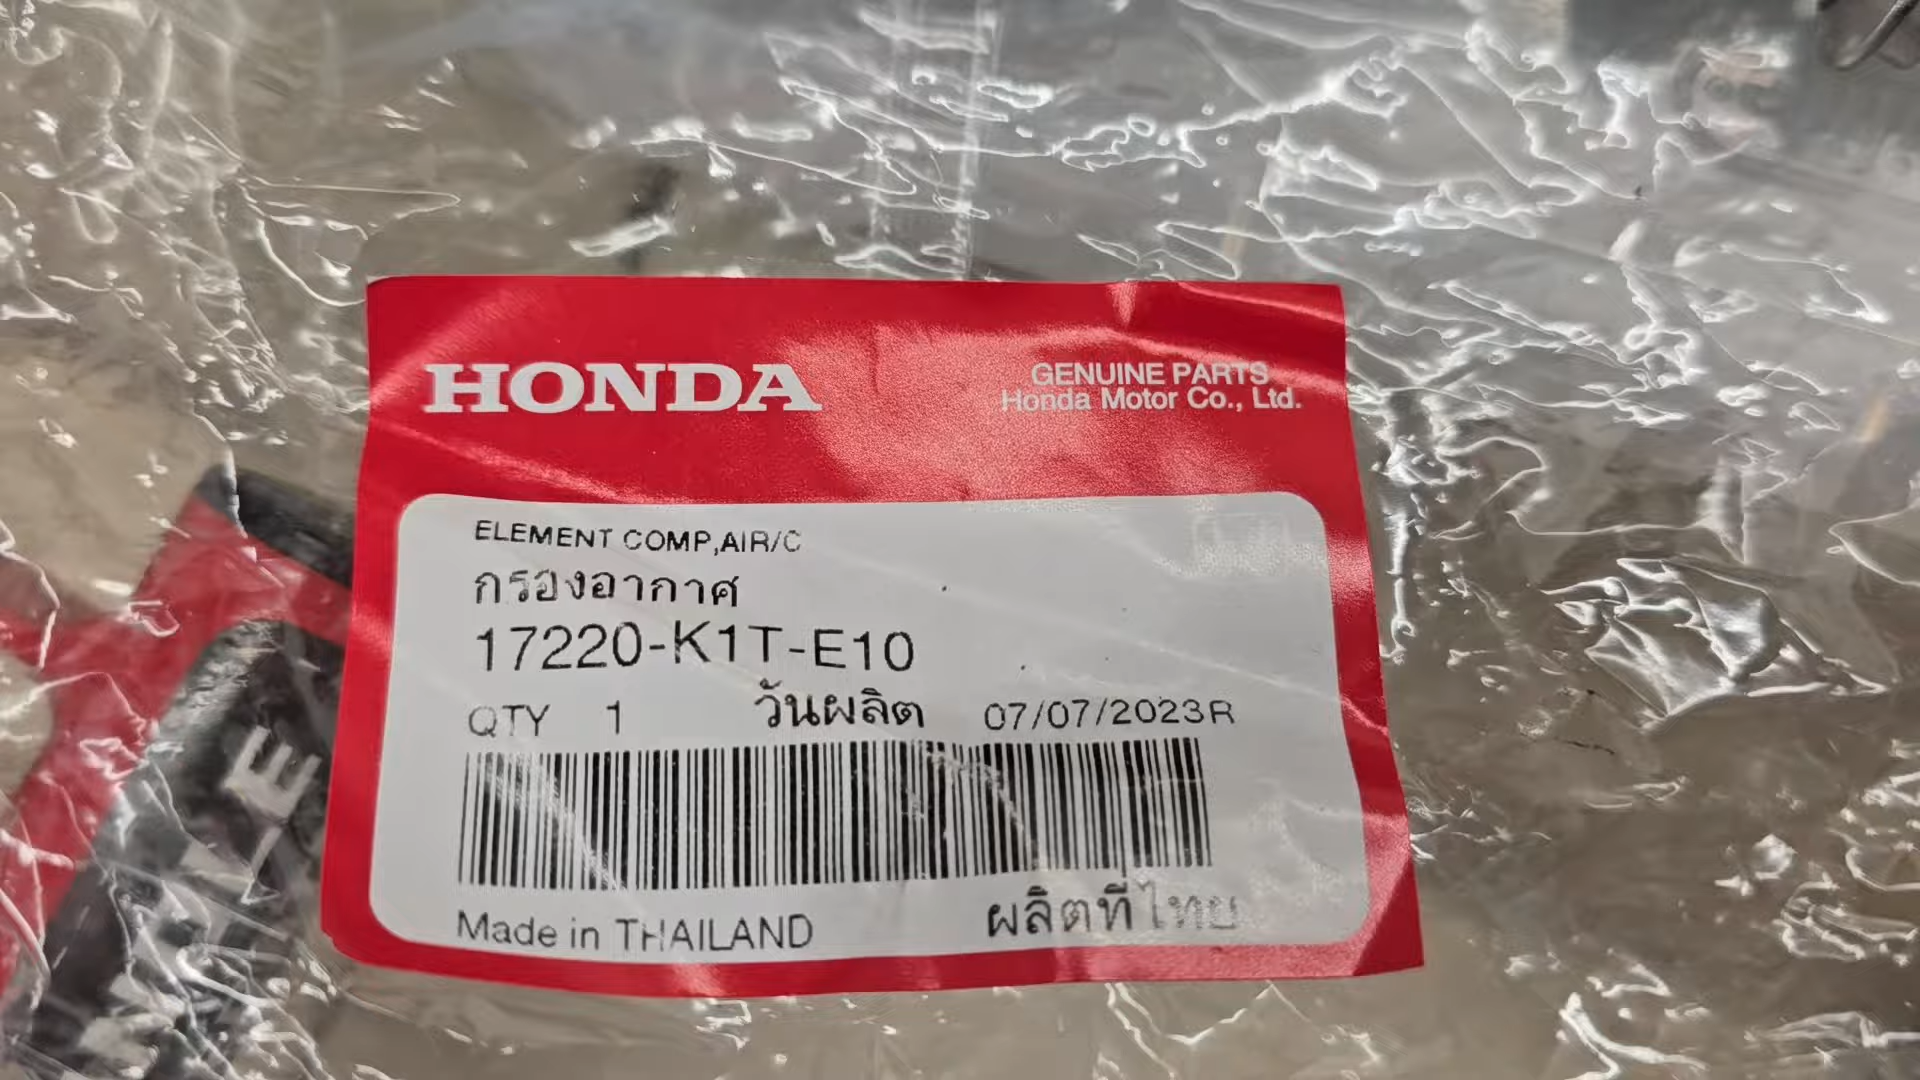 HONDA
GENUINE PARTS
Honda Motor Co., Ltd.
ELEMENT COMP,AIR/C
กรองอากาศ
17220-K1T-E10
QTY 1 วันผลิต 07/07/2023R
Made in THAILAND ผลิตที่ไทย